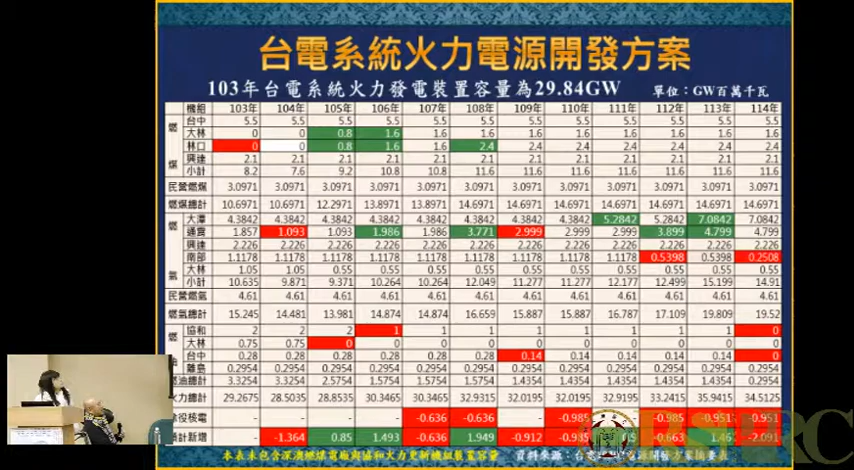 台電系統火力電源開發方案
103年台電系統火力發電裝置容量為29.84GW 單位：GW百萬千瓦
機組 103年 104年 105年 106年 107年 108年 109年 110年 111年 112年 113年 114年
燃
台中 5.5 5.5 5.5 5.5 5.5 5.5 5.5 5.5 5.5 5.5 5.5 5.5
大林 0 0 0.8 1.6 1.6 1.6 1.6 1.6 1.6 1.6 1.6 1.6
林口 0 0 0.8 1.6 1.6 2.4 2.4 2.4 2.4 2.4 2.4 2.4
煤
興達 2.1 2.1 2.1 2.1 2.1 2.1 2.1 2.1 2.1 2.1 2.1 2.1
小計 8.2 7.6 9.2 10.8 10.8 11.6 11.6 11.6 11.6 11.6 11.6 11.6
民營燃煤 3.0971 3.0971 3.0971 3.0971 3.0971 3.0971 3.0971 3.0971 3.0971 3.0971 3.0971 3.0971
燃煤總計 10.6971 10.6971 12.2971 13.8971 13.8971 14.6971 14.6971 14.6971 14.6971 14.6971 14.6971 14.6971
燃
大潭 4.3842 4.3842 4.3842 4.3842 4.3842 4.3842 4.3842 4.3842 5.2842 5.2842 7.0842 7.0842
通霄 1.857 1.093 1.093 1.986 1.986 3.771 2.999 2.999 2.999 3.899 4.799 4.799
興達 2.226 2.226 2.226 2.226 2.226 2.226 2.226 2.226 2.226 2.226 2.226 2.226
南部 1.1178 1.1178 1.1178 1.1178 1.1178 1.1178 1.1178 1.1178 1.1178 0.5398 0.5398 0.2508
氣
大林 1.05 1.05 0.55 0.55 0.55 0.55 0.55 0.55 0.55 0.55 0.55 0.55
小計 10.635 9.871 9.371 10.264 10.264 12.049 11.277 11.277 12.177 12.499 15.199 14.91
民營燃氣 4.61 4.61 4.61 4.61 4.61 4.61 4.61 4.61 4.61 4.61 4.61 4.61
燃氣總計 15.245 14.481 13.981 14.874 14.874 16.659 15.887 15.887 16.787 17.109 19.809 19.52
燃
協和 2 2 2 1 1 1 1 1 1 1 1 0
大林 0.75 0.75 0 0 0 0 0 0 0 0 0 0
台中 0.28 0.28 0.28 0.28 0.28 0.28 0.14 0.14 0.14 0.14 0.14 0
離島 0.2954 0.2954 0.2954 0.2954 0.2954 0.2954 0.2954 0.2954 0.2954 0.2954 0.2954 0.2954
燃油總計 3.3254 3.3254 2.5754 1.5754 1.5754 1.5754 1.4354 1.4354 1.4354 1.4354 1.4354 0.2954
火力總計 29.2675 28.5035 28.8535 30.3465 30.3465 32.9315 32.0195 32.0195 32.9195 33.2415 35.9415 34.5125
除役核電 - - - - -0.636 -0.636 - -0.985 -0.985 -0.951 -0.951
預計新增 - -1.364 0.85 1.493 -0.636 1.949 -0.912 -0.935 -0.663 1.46 -2.091
本表未包含深澳燃煤電廠與協和火力更新機組裝置容量 資料來源：台電 電源開發方案摘要表